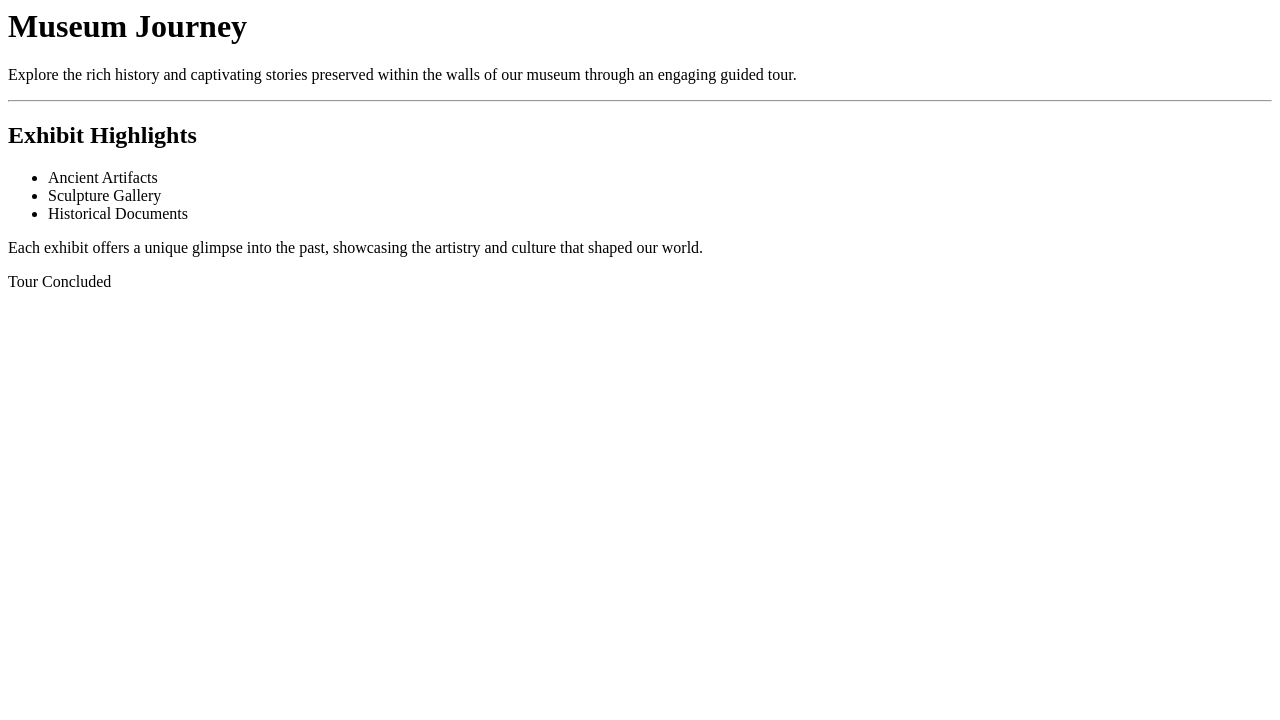 Museum Journey
Explore the rich history and captivating stories preserved within the walls of our museum through an engaging guided tour.
Exhibit Highlights
Ancient Artifacts
Sculpture Gallery
Historical Documents
Each exhibit offers a unique glimpse into the past, showcasing the artistry and culture that shaped our world.
Tour Concluded